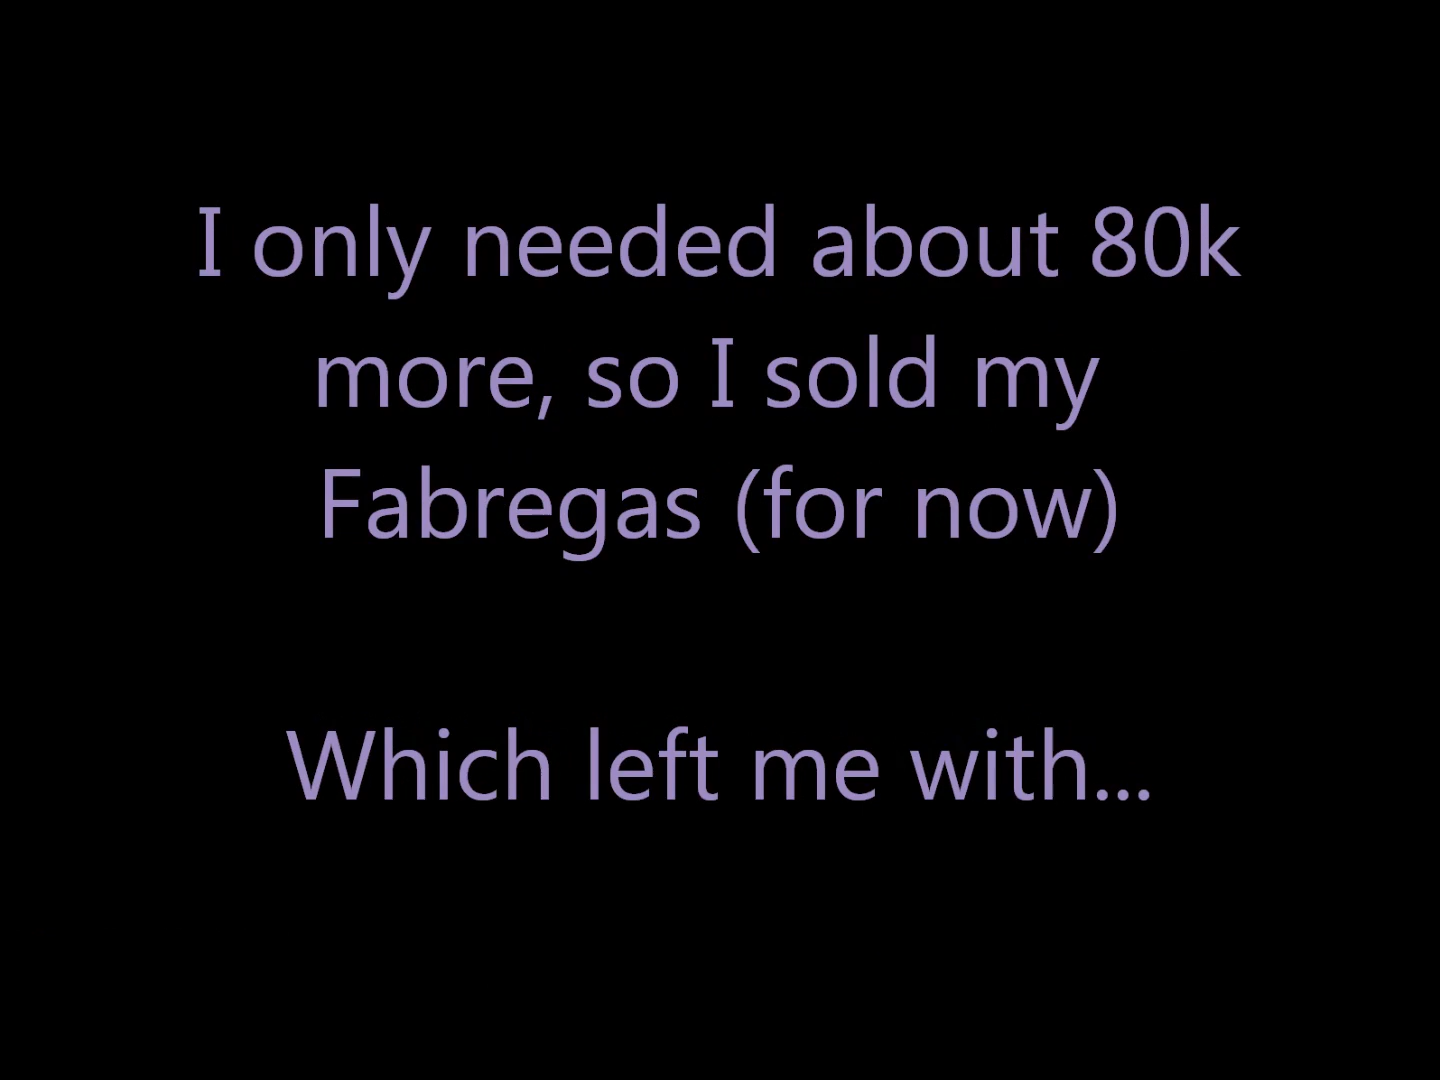 I only needed about 80k
more, so I sold my
Fabregas (for now)
Which left me with...